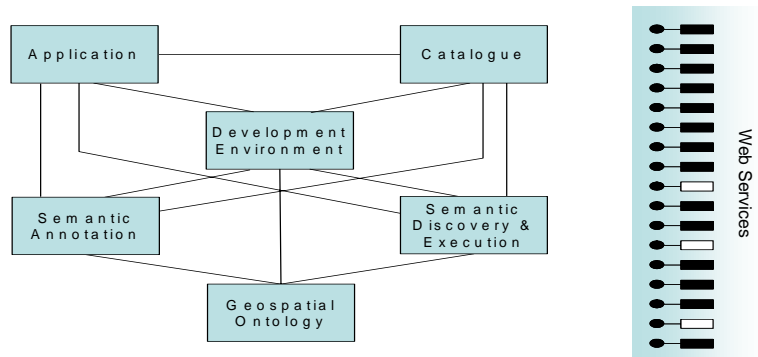 Application
Catalogue
Development
Environment
Semantic
Annotation
Semantic
Discovery &
Execution
Geospatial
Ontology
Web Services